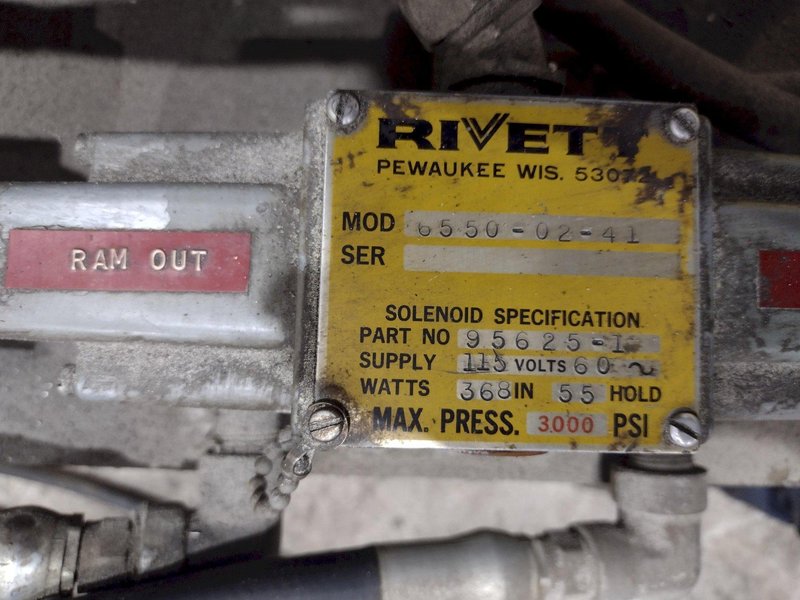 RIVETT
PEWAUKEE WIS. 53072
MOD 6550-02-41
SER
SOLENOID SPECIFICATION
PART NO 95625-1
SUPPLY 115 VOLTS 60 ~
WATTS 368 IN 55 HOLD
MAX. PRESS. 3000 PSI
RAM OUT